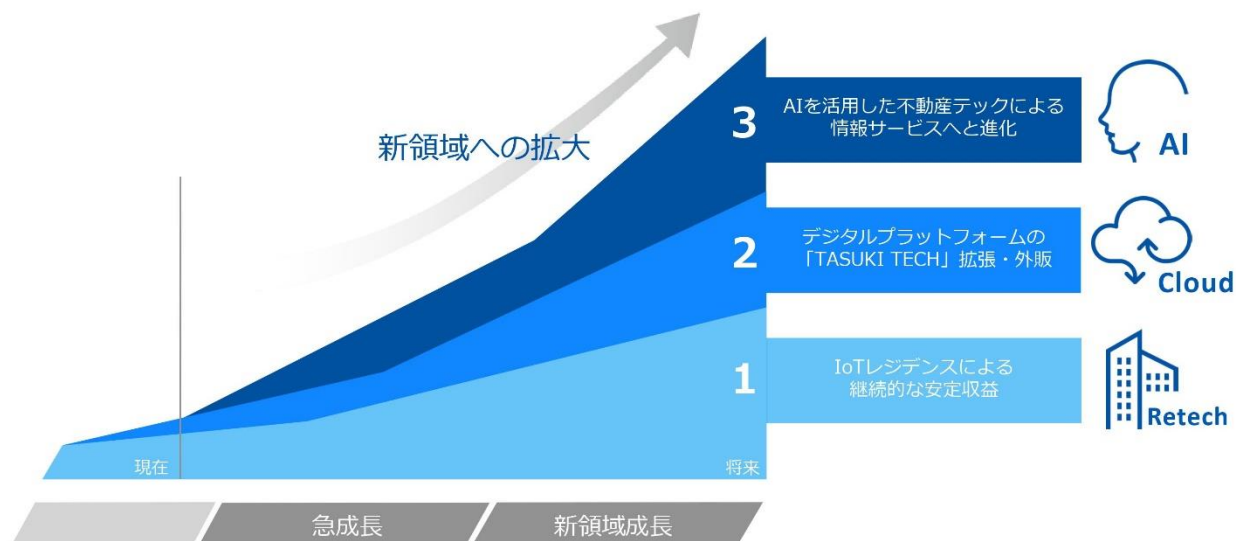 新領域への拡大
3
AIを活用した不動産テックによる
情報サービスへと進化
AI
2
デジタルプラットフォームの
「TASUKI TECH」拡張・外販
Cloud
1
IoTレジデンスによる
継続的な安定収益
Retech
現在
将来
急成長
新領域成長